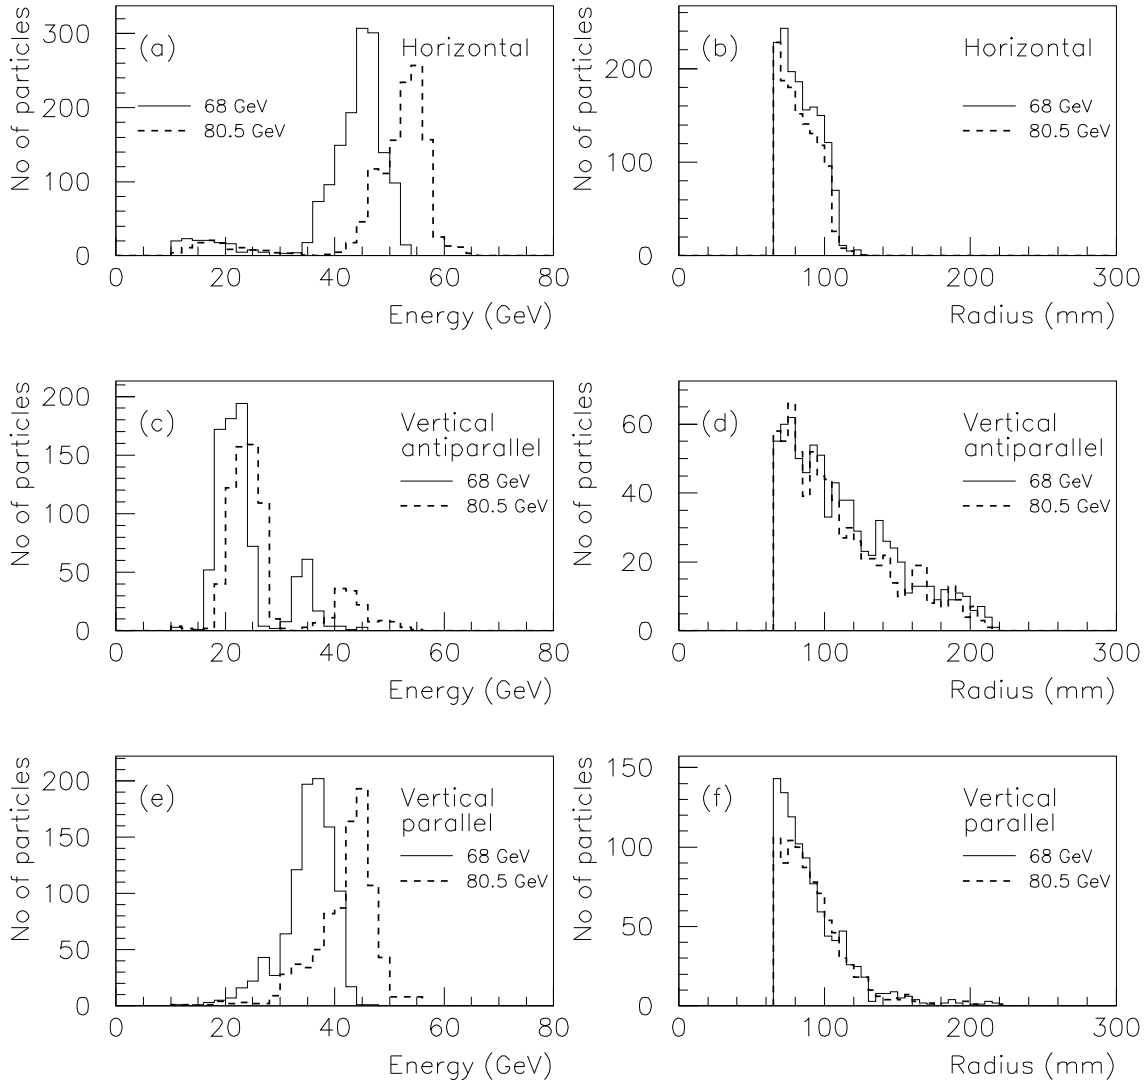 No of particles
300
200
100
0
(a)
Horizontal
68 GeV
80.5 GeV
0
20
40
60
80
Energy (GeV)
No of particles
200
100
0
(b)
Horizontal
68 GeV
80.5 GeV
0
100
200
300
Radius (mm)
No of particles
200
150
100
50
0
(c)
Vertical
antiparallel
68 GeV
80.5 GeV
0
20
40
60
80
Energy (GeV)
No of particles
60
40
20
0
(d)
Vertical
antiparallel
68 GeV
80.5 GeV
0
100
200
300
Radius (mm)
No of particles
200
150
100
50
0
(e)
Vertical
parallel
68 GeV
80.5 GeV
0
20
40
60
80
Energy (GeV)
No of particles
150
100
50
0
(f)
Vertical
parallel
68 GeV
80.5 GeV
0
100
200
300
Radius (mm)